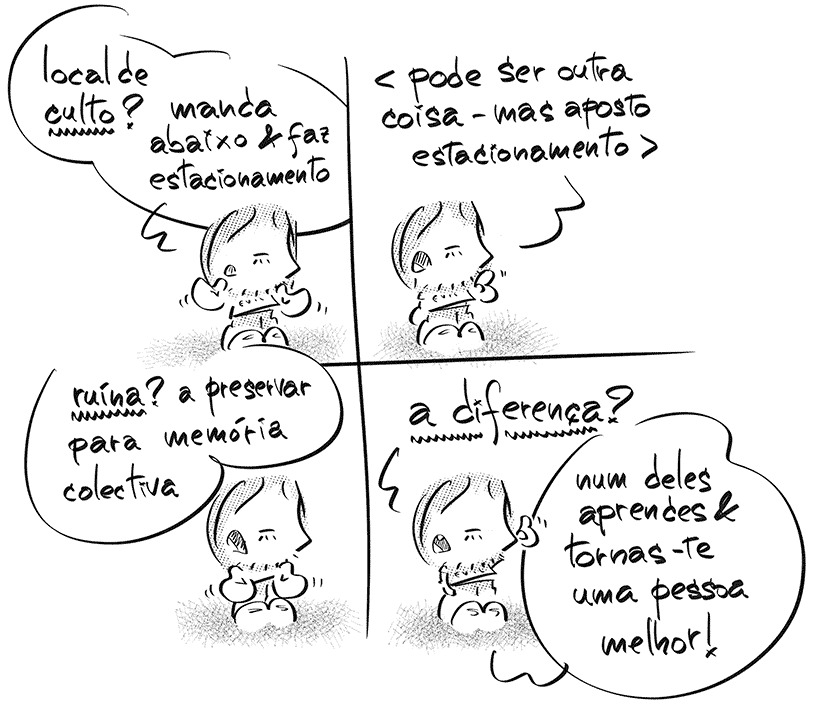 local de
culto?
manda
abaixo & faz
estacionamento
< pode ser outra
coisa - mas aposto
estacionamento >
ruína? a preservar
para memória
colectiva
a diferença?
num deles
aprendes &
tornas-te
uma pessoa
melhor!